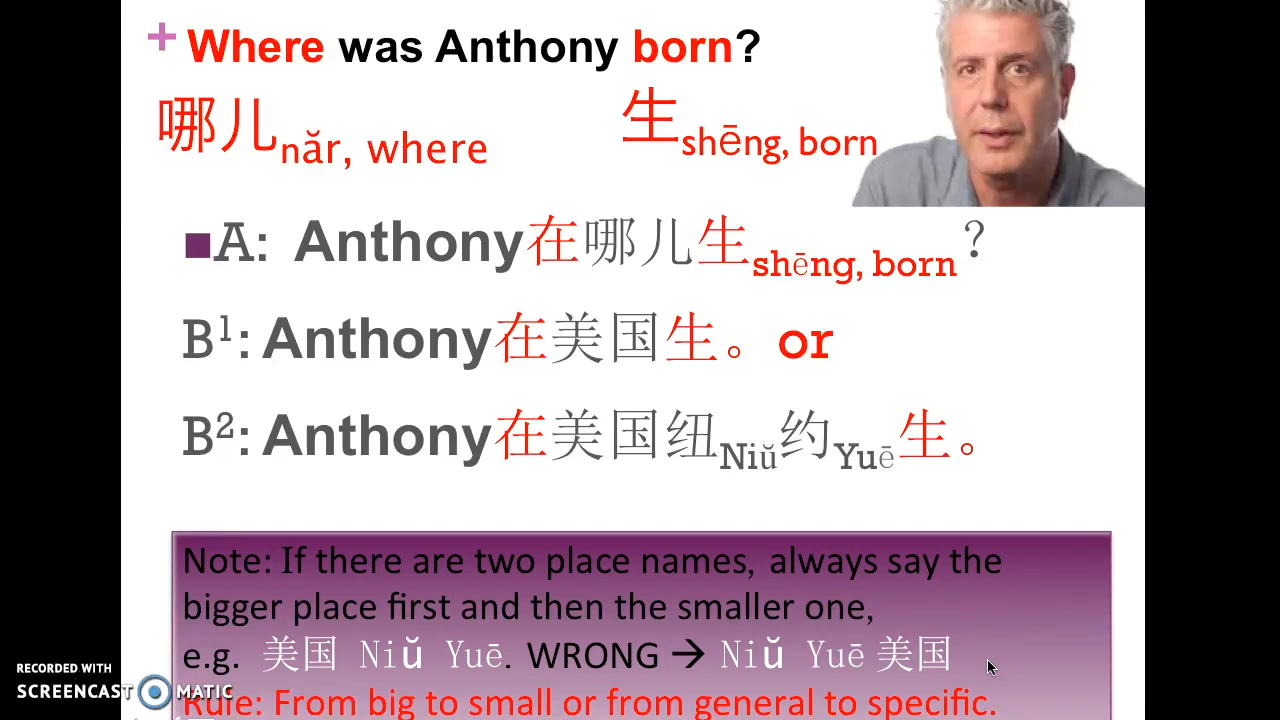 + Where was Anthony born?
哪儿năr, where 生shēng, born
■A: Anthony在哪儿生shēng, born?
B1: Anthony在美国生。or
B2: Anthony在美国纽Niŭ约Yuē生。
Note: If there are two place names, always say the
bigger place first and then the smaller one,
e.g. 美国 Niŭ Yuē. WRONG → Niŭ Yuē 美国
Rule: From big to small or from general to specific.
RECORDED WITH
SCREENCAST MATIC